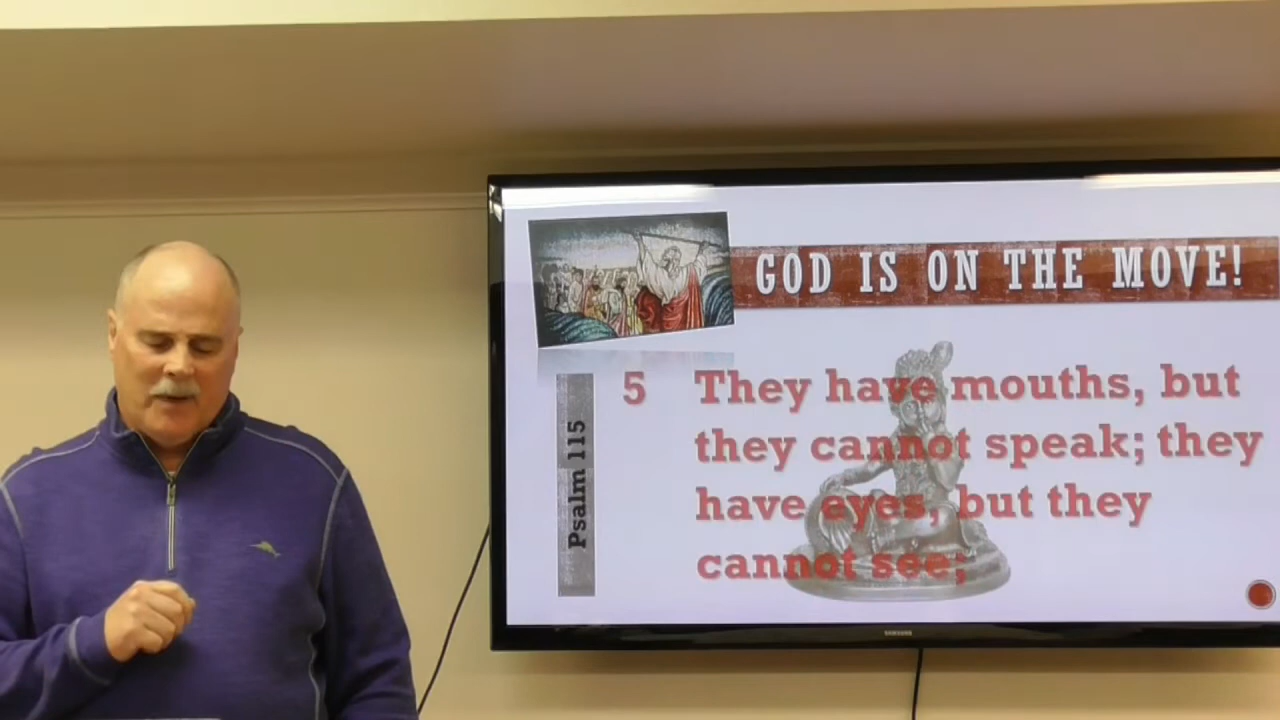 GOD IS ON THE MOVE!
Psalm 115
5 They have mouths, but
they cannot speak; they
have eyes, but they
cannot see;
SAMSUNG